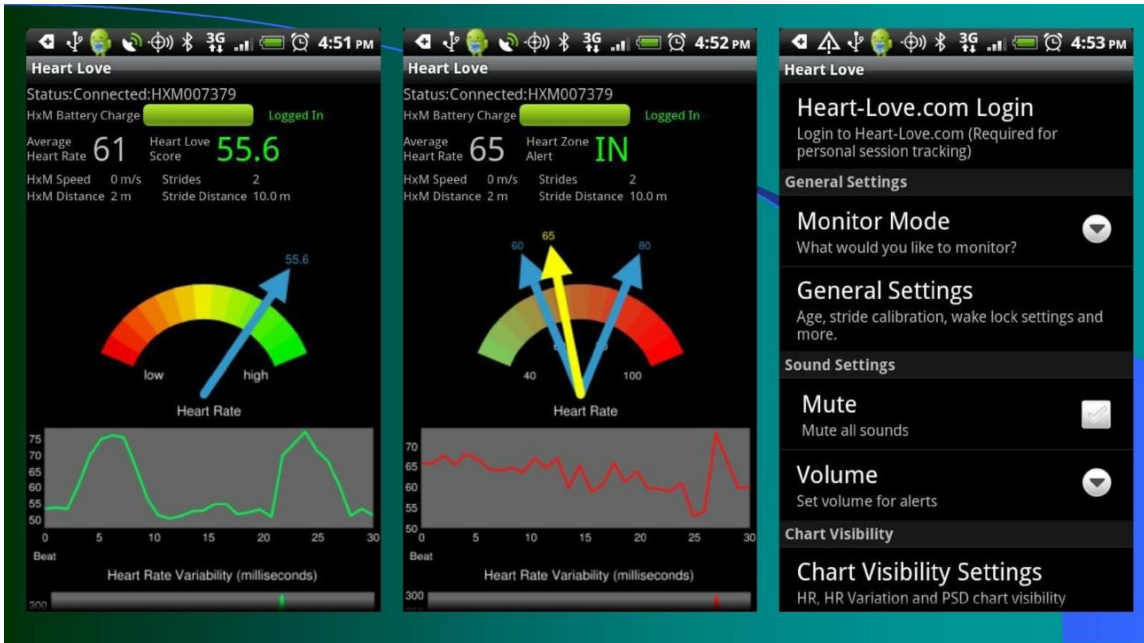 3G 4:51 PM
Heart Love
Status:Connected:HXM007379
HxM Battery Charge Logged In
Average Heart Rate 61 Heart Love Score 55.6
HxM Speed 0 m/s Strides 2
HxM Distance 2 m Stride Distance 10.0 m
55.6
low high
Heart Rate
75
70
65
60
55
50
0 5 10 15 20 25 30
Beat
Heart Rate Variability (milliseconds)
300
3G 4:52 PM
Heart Love
Status:Connected:HXM007379
HxM Battery Charge Logged In
Average Heart Rate 65 Heart Zone Alert IN
HxM Speed 0 m/s Strides 2
HxM Distance 2 m Stride Distance 10.0 m
60 65 80
40 100
Heart Rate
70
65
60
55
50
0 5 10 15 20 25 30
Beat
Heart Rate Variability (milliseconds)
300
3G 4:53 PM
Heart Love
Heart-Love.com Login
Login to Heart-Love.com (Required for
personal session tracking)
General Settings
Monitor Mode
What would you like to monitor?
General Settings
Age, stride calibration, wake lock settings and
more.
Sound Settings
Mute
Mute all sounds
Volume
Set volume for alerts
Chart Visibility
Chart Visibility Settings
HR, HR Variation and PSD chart visibility